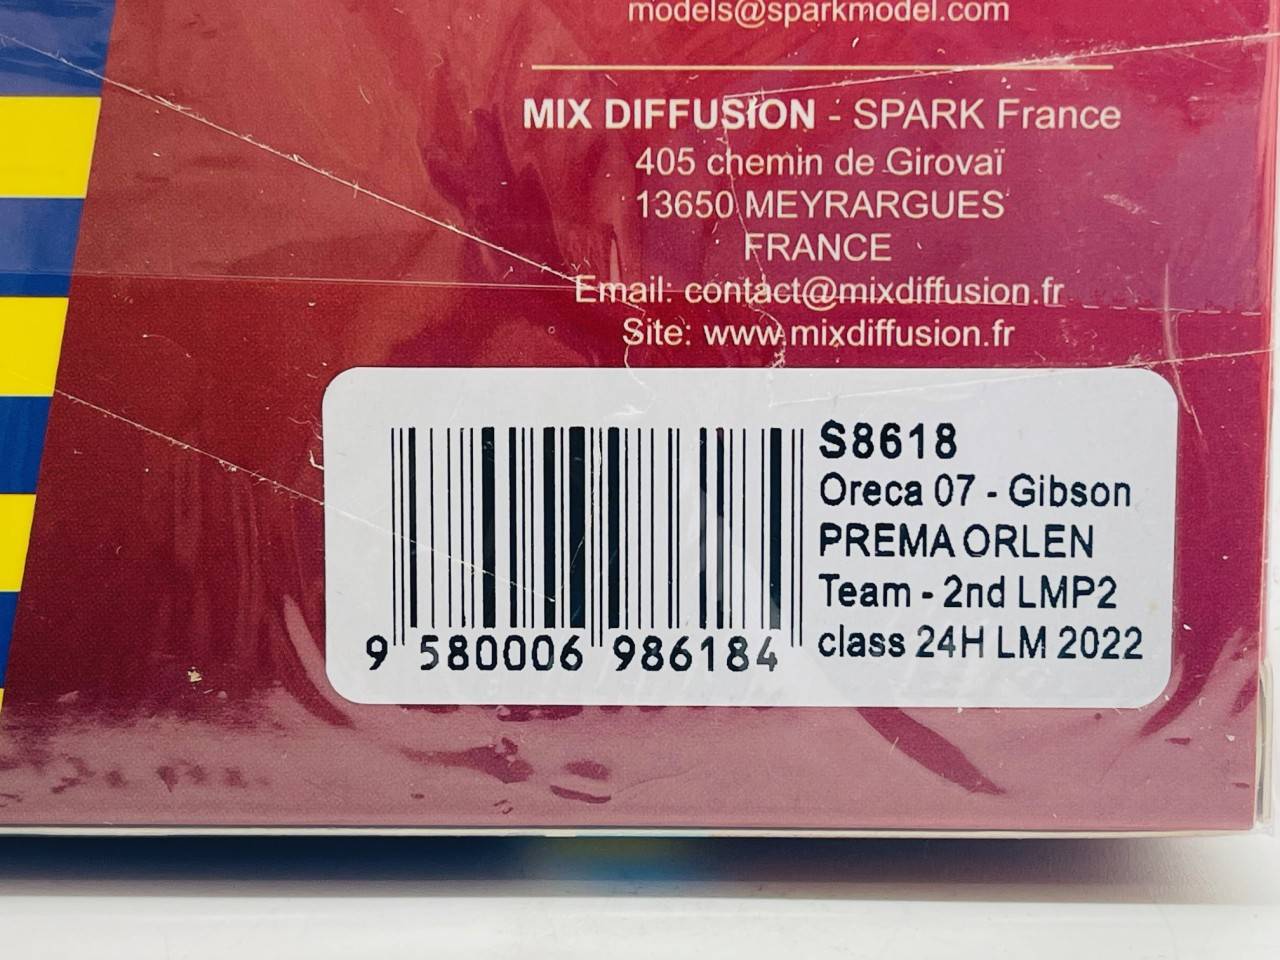 models@sparkmodel.com
MIX DIFFUSION - SPARK France
405 chemin de Girovaï
13650 MEYRARGUES
FRANCE
Email: contact@mixdiffusion.fr
Site: www.mixdiffusion.fr
S8618
Oreca 07 - Gibson
PREMA ORLEN
Team - 2nd LMP2
class 24H LM 2022
9 580006 986184